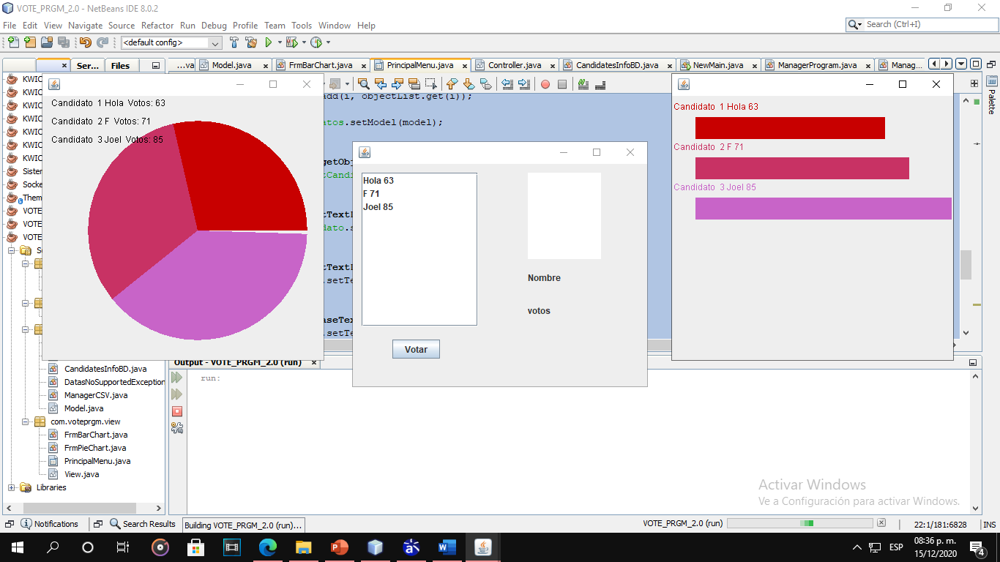 VOTE_PRGM_2.0 - NetBeans IDE 8.0.2
File Edit View Navigate Source Refactor Run Debug Profile Team Tools Window Help
Search (Ctrl+I)
<default config>
Ser... Files
...va Model.java FrmBarChart.java PrincipalMenu.java Controller.java CandidatesInfoBD.java NewMain.java ManagerProgram.java Manag...
Palette
KWIC
KWIC
KWIC
KWIC
KWIC
KWIC
KWIC
Sister
Socke
Them
VOTE
VOTE
VOTE
CandidatesInfoBD.java
DatasNoSupportedException
ManagerCSV.java
Model.java
com.voteprgm.view
FrmBarChart.java
FrmPieChart.java
PrincipalMenu.java
View.java
Libraries
Candidato 1 Hola Votos: 63
Candidato 2 F Votos: 71
Candidato 3 Joel Votos: 85
add(i, objectList.get(i));
atos.setModel(model);
getObj
tCand
tTextF
dato.s
tTextF
.setTe
aseTex
.setTe
Hola 63
F 71
Joel 85
Nombre
votos
Votar
Candidato 1 Hola 63
Candidato 2 F 71
Candidato 3 Joel 85
Output - VOTE_PRGM_2.0 (run)
run:
Activar Windows
Ve a Configuración para activar Windows.
Notifications Search Results Building VOTE_PRGM_2.0 (run)... VOTE_PRGM_2.0 (run) 22:1/181:6828 INS
ESP
08:36 p. m.
15/12/2020
4